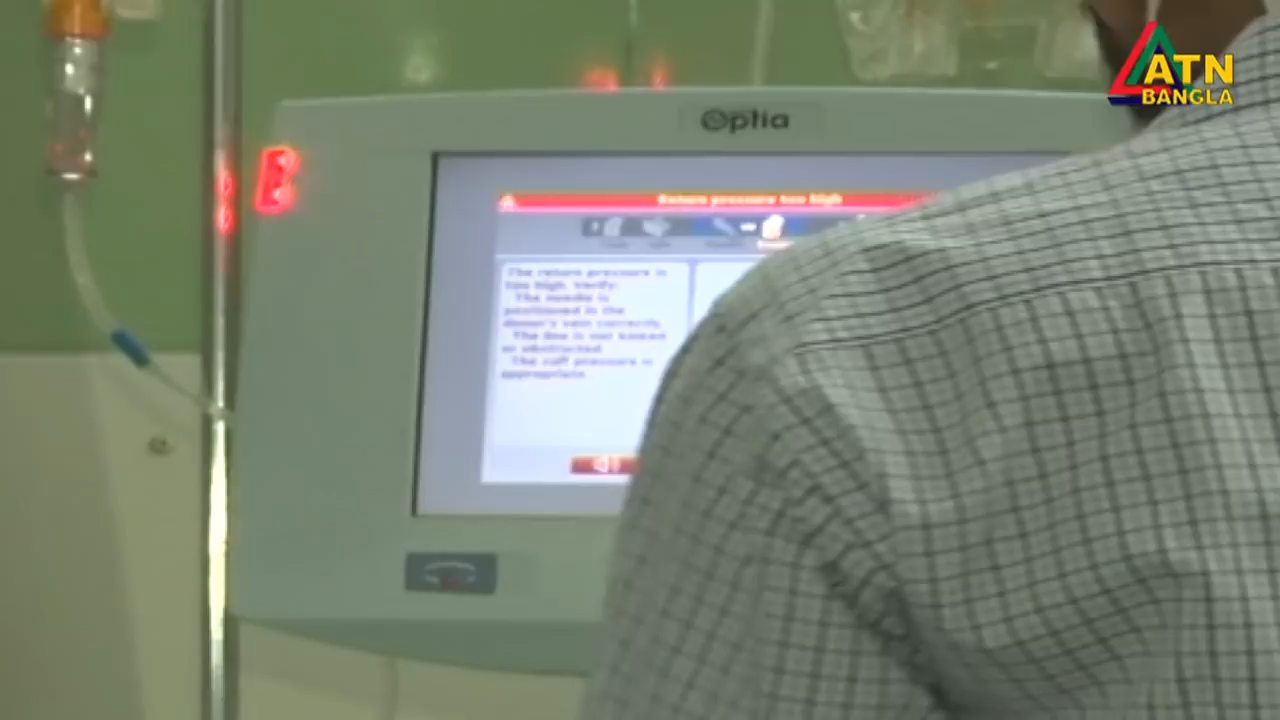 ATN
BANGLA
Optia
Return pressure too high
The return pressure is
too high. Verify:
The needle is
positioned in the
donor's vein correctly.
The line is not kinked
or obstructed.
The cuff pressure is
appropriate.